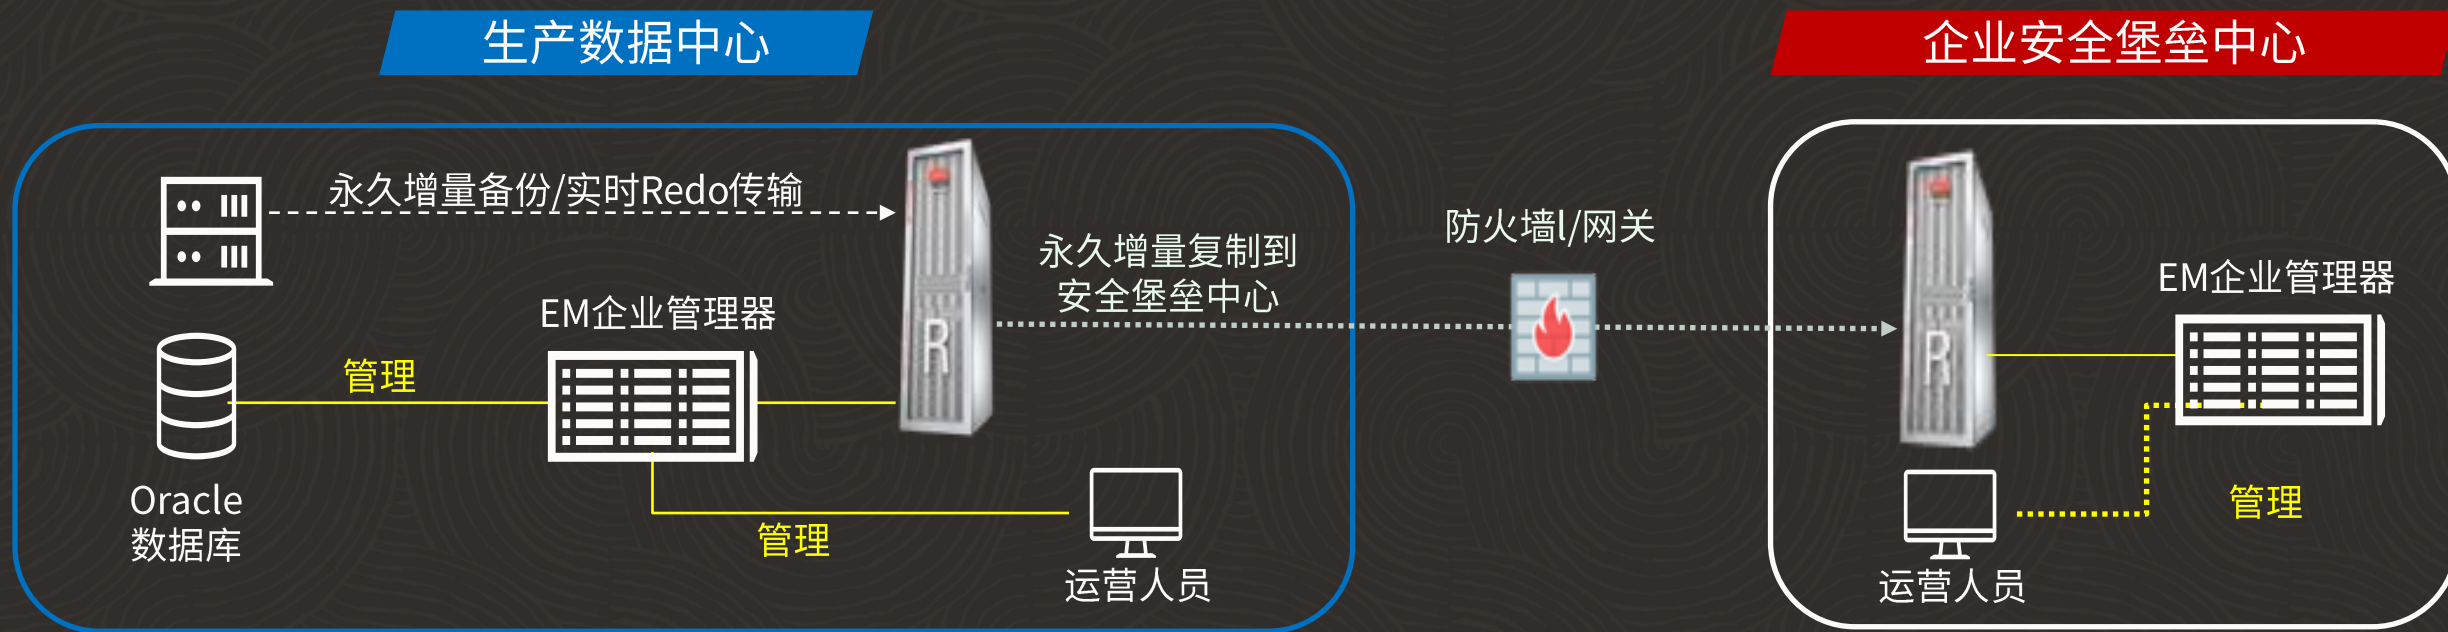 生产数据中心
企业安全堡垒中心
永久增量备份/实时Redo传输
永久增量复制到
安全堡垒中心
防火墙l/网关
EM企业管理器
EM企业管理器
R
R
管理
Oracle
数据库
管理
管理
运营人员
运营人员